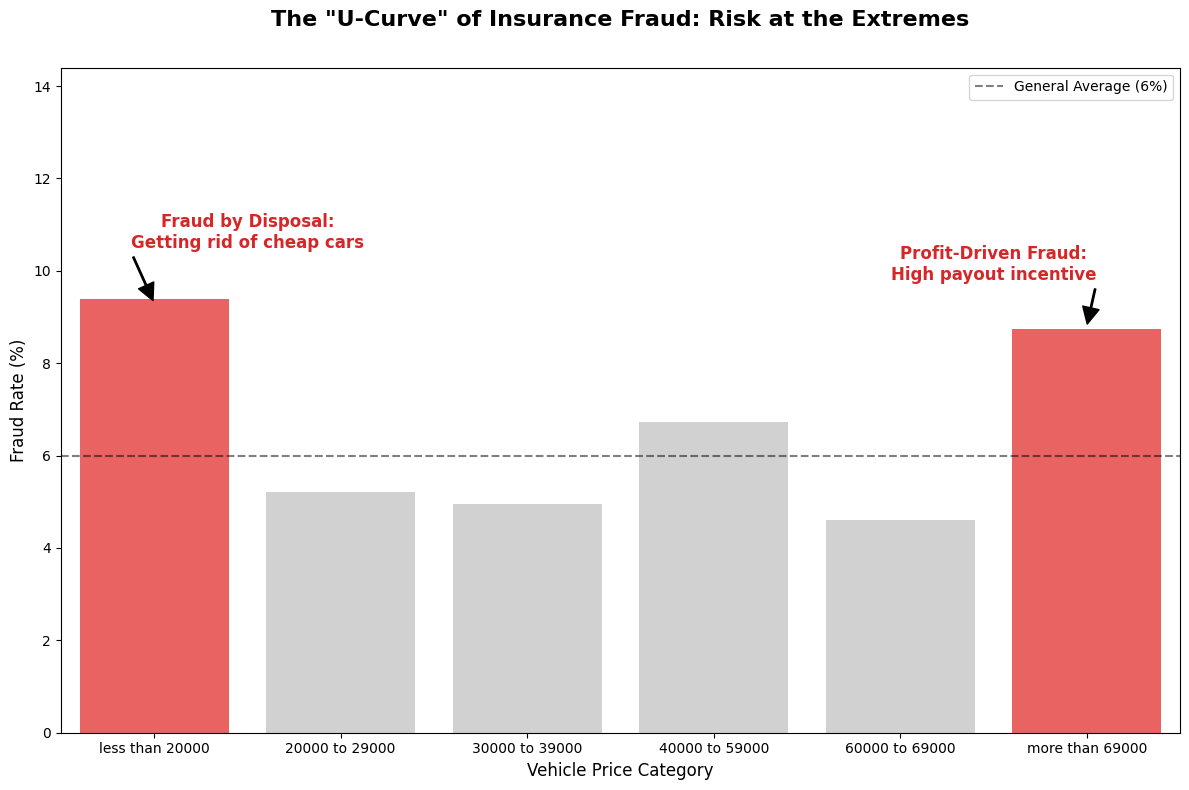 The "U-Curve" of Insurance Fraud: Risk at the Extremes
General Average (6%)
Fraud by Disposal:
Getting rid of cheap cars
Profit-Driven Fraud:
High payout incentive
Fraud Rate (%)
14
12
10
8
6
4
2
0
less than 20000
20000 to 29000
30000 to 39000
40000 to 59000
60000 to 69000
more than 69000
Vehicle Price Category